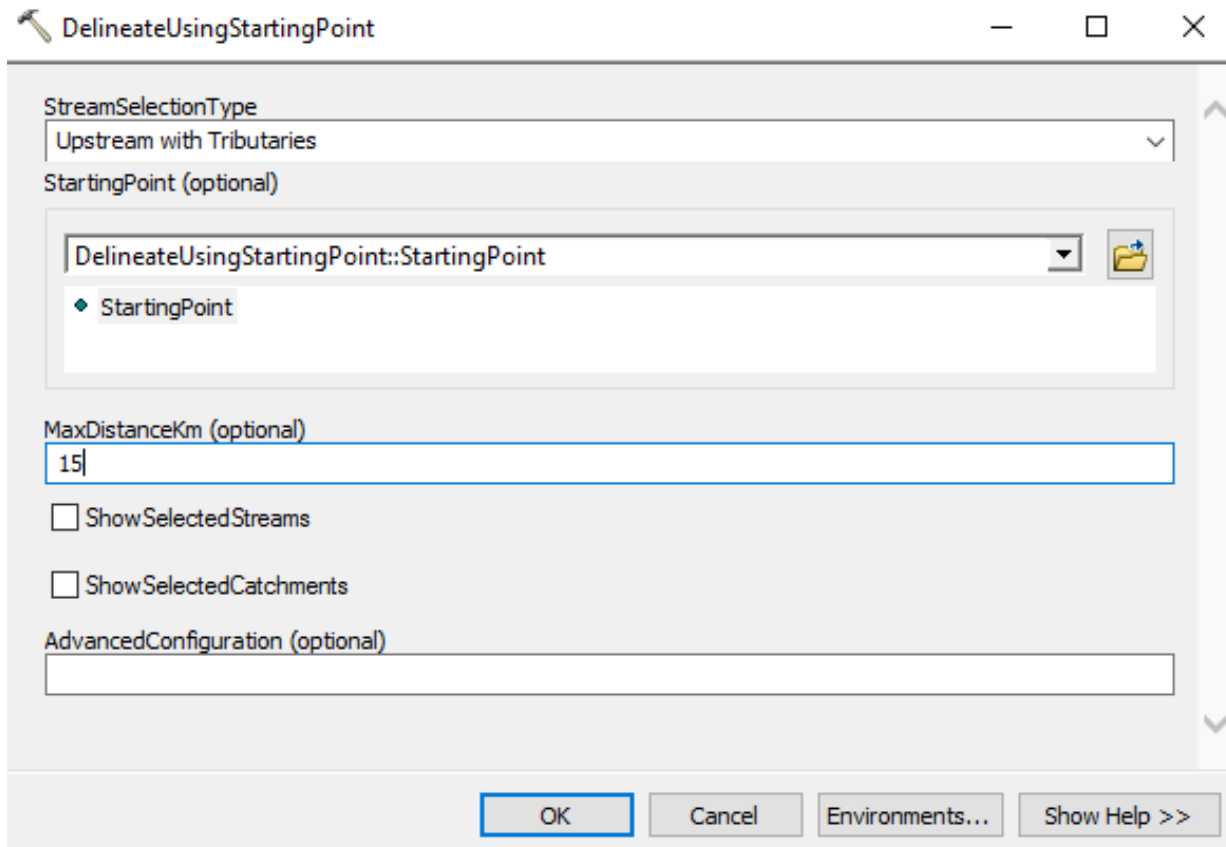 DelineateUsingStartingPoint
StreamSelectionType
Upstream with Tributaries
StartingPoint (optional)
DelineateUsingStartingPoint::StartingPoint
StartingPoint
MaxDistanceKm (optional)
15
ShowSelectedStreams
ShowSelectedCatchments
AdvancedConfiguration (optional)
OK Cancel Environments... Show Help >>